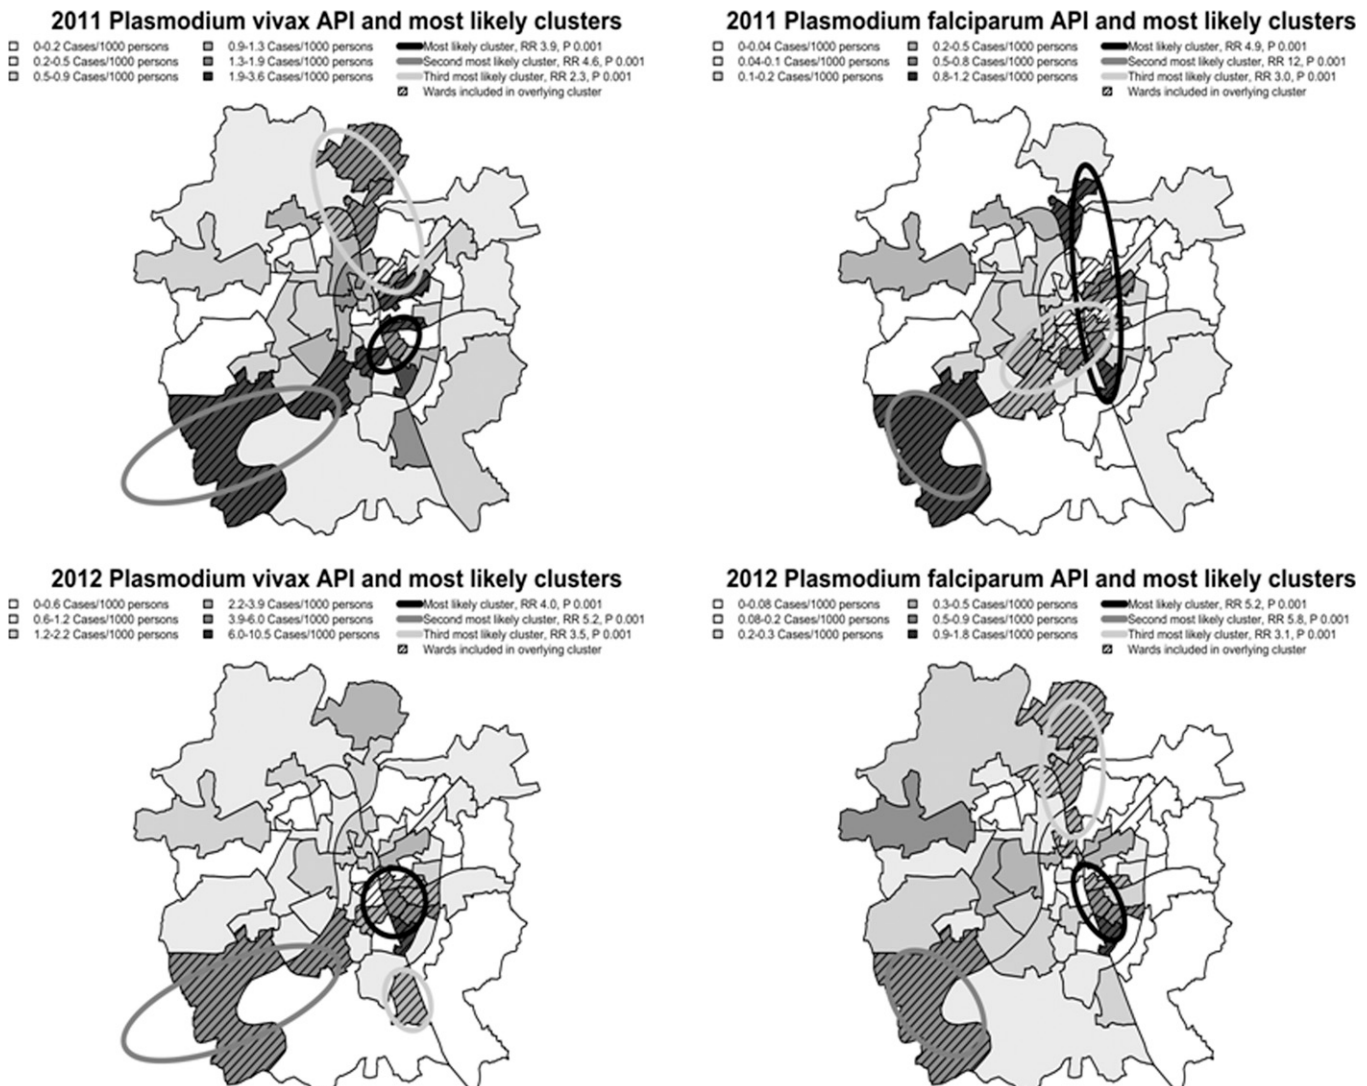 2011 Plasmodium vivax API and most likely clusters
0-0.2 Cases/1000 persons
0.2-0.5 Cases/1000 persons
0.5-0.9 Cases/1000 persons
0.9-1.3 Cases/1000 persons
1.3-1.9 Cases/1000 persons
1.9-3.6 Cases/1000 persons
Most likely cluster, RR 3.9, P 0.001
Second most likely cluster, RR 4.6, P 0.001
Third most likely cluster, RR 2.3, P 0.001
Wards included in overlying cluster
2011 Plasmodium falciparum API and most likely clusters
0-0.04 Cases/1000 persons
0.04-0.1 Cases/1000 persons
0.1-0.2 Cases/1000 persons
0.2-0.5 Cases/1000 persons
0.5-0.8 Cases/1000 persons
0.8-1.2 Cases/1000 persons
Most likely cluster, RR 4.9, P 0.001
Second most likely cluster, RR 12, P 0.001
Third most likely cluster, RR 3.0, P 0.001
Wards included in overlying cluster
2012 Plasmodium vivax API and most likely clusters
0-0.6 Cases/1000 persons
0.6-1.2 Cases/1000 persons
1.2-2.2 Cases/1000 persons
2.2-3.9 Cases/1000 persons
3.9-6.0 Cases/1000 persons
6.0-10.5 Cases/1000 persons
Most likely cluster, RR 4.0, P 0.001
Second most likely cluster, RR 5.2, P 0.001
Third most likely cluster, RR 3.5, P 0.001
Wards included in overlying cluster
2012 Plasmodium falciparum API and most likely clusters
0-0.08 Cases/1000 persons
0.08-0.2 Cases/1000 persons
0.2-0.3 Cases/1000 persons
0.3-0.5 Cases/1000 persons
0.5-0.9 Cases/1000 persons
0.9-1.8 Cases/1000 persons
Most likely cluster, RR 5.2, P 0.001
Second most likely cluster, RR 5.8, P 0.001
Third most likely cluster, RR 3.1, P 0.001
Wards included in overlying cluster